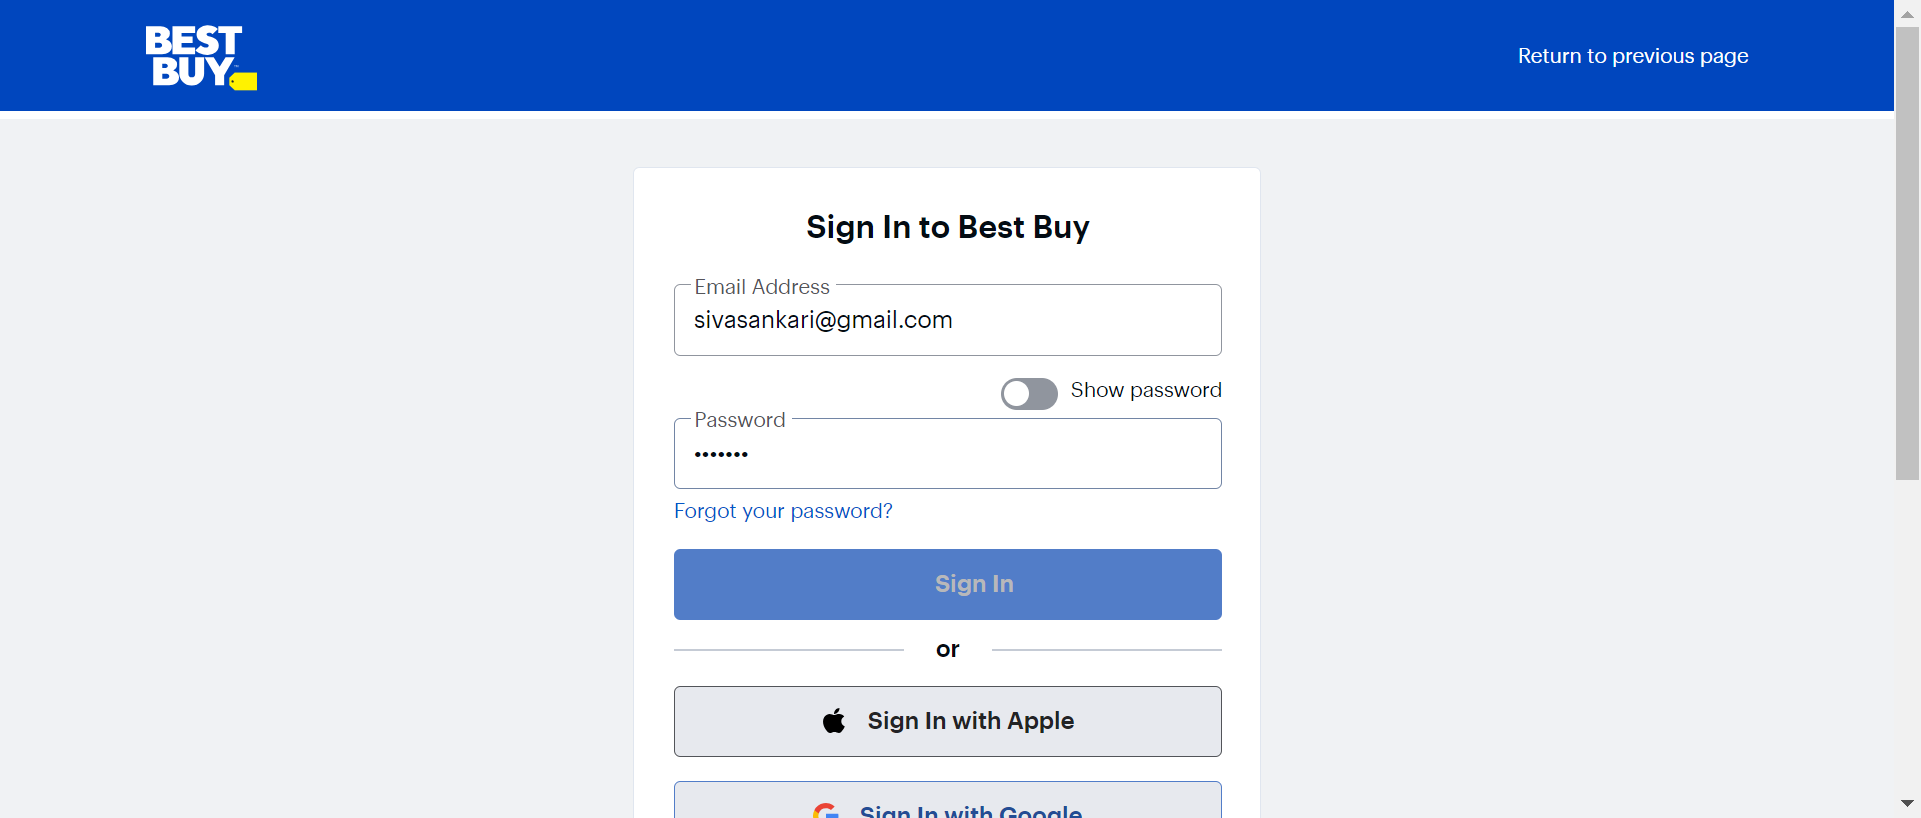 BEST
BUY
Return to previous page
Sign In to Best Buy
Email Address
sivasankari@gmail.com
Show password
Password
•••••••
Forgot your password?
Sign In
or
Sign In with Apple
Sign In with Google